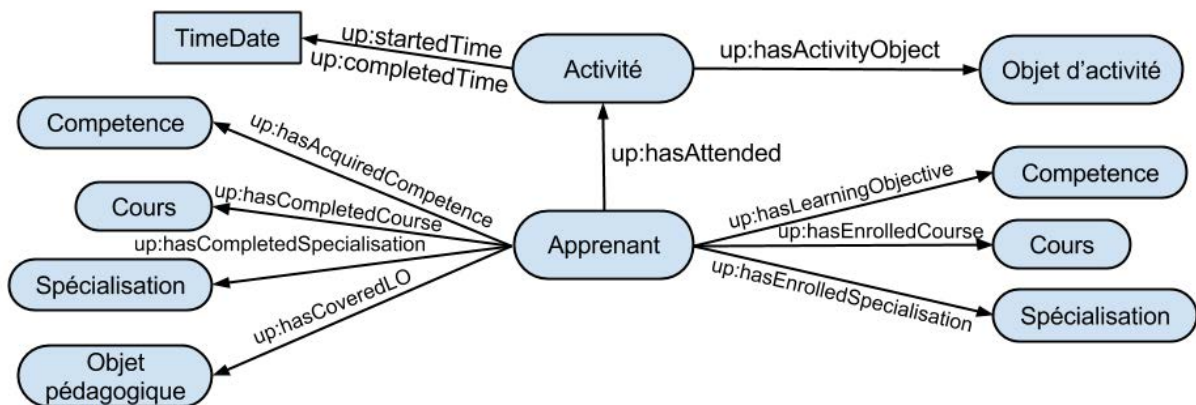 TimeDate
up:startedTime
up:completedTime
Activité
up:hasActivityObject
Objet d'activité
Competence
up:hasAcquiredCompetence
up:hasAttended
up:hasLearningObjective
Competence
Cours
up:hasCompletedCourse
Apprenant
up:hasEnrolledCourse
Cours
up:hasCompletedSpecialisation
Spécialisation
up:hasCoveredLO
up:hasEnrolledSpecialisation
Spécialisation
Objet
pédagogique